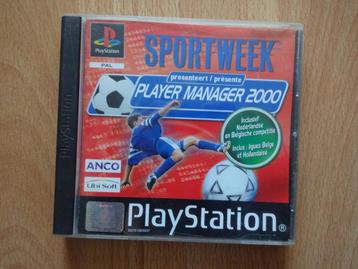 PlayStation
PAL
SPORTWEEK
presenteert / présente
PLAYER MANAGER 2000
Inclusief
Nederlandse
en Belgische competitie
Inclus : ligues Belge
et Hollandaise
ANCO
Ubi Soft
PlayStation
PlayStation